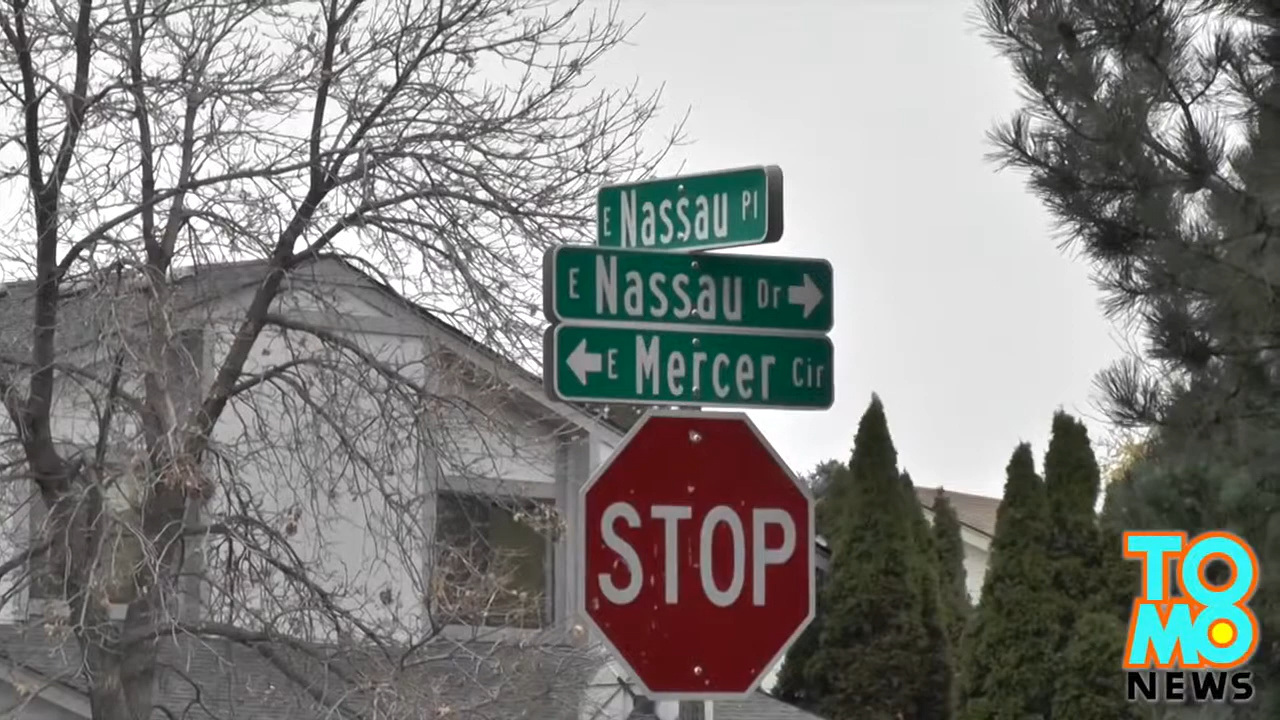 E Nassau Pl
E Nassau Dr
E Mercer Cir
STOP
TOMO
NEWS